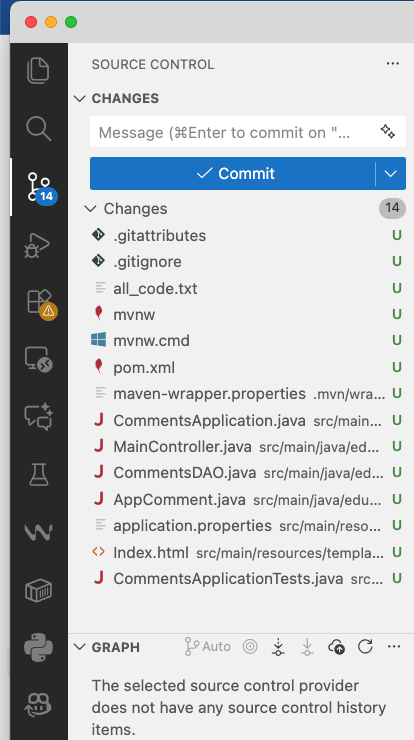 SOURCE CONTROL
CHANGES
Message (⌘Enter to commit on "...
Commit
14
Changes 14
.gitattributes U
.gitignore U
all_code.txt U
mvnw U
mvnw.cmd U
pom.xml U
maven-wrapper.properties .mvn/wra... U
CommentsApplication.java src/main... U
MainController.java src/main/java/ed... U
CommentsDAO.java src/main/java/ed... U
AppComment.java src/main/java/edu... U
application.properties src/main/reso... U
Index.html src/main/resources/templa... U
CommentsApplicationTests.java src... U
GRAPH Auto
The selected source control provider
does not have any source control history
items.